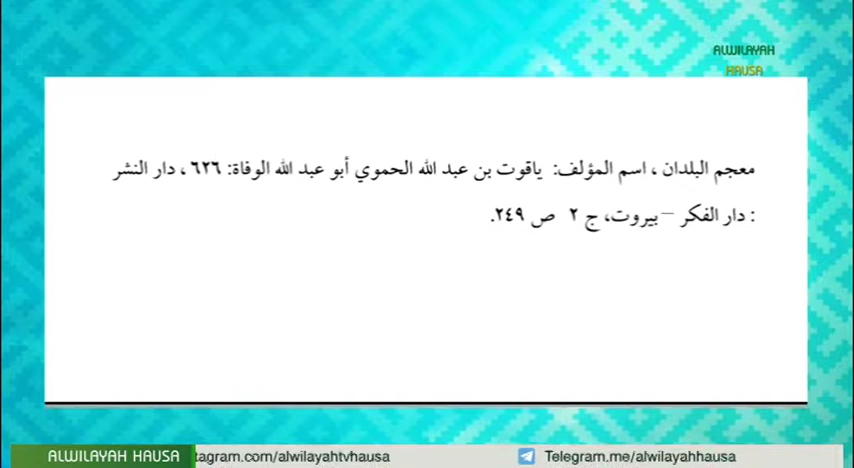 ALWILAYAH
HAUSA
معجم البلدان ، اسم المؤلف: ياقوت بن عبد الله الحموي أبو عبد الله الوفاة: ٦٢٦ ، دار النشر
: دار الفكر – بيروت، ج ٢ ص ٢٤٩.
ALWILAYAH HAUSA tagram.com/alwilayahtvhausa Telegram.me/alwilayahhausa